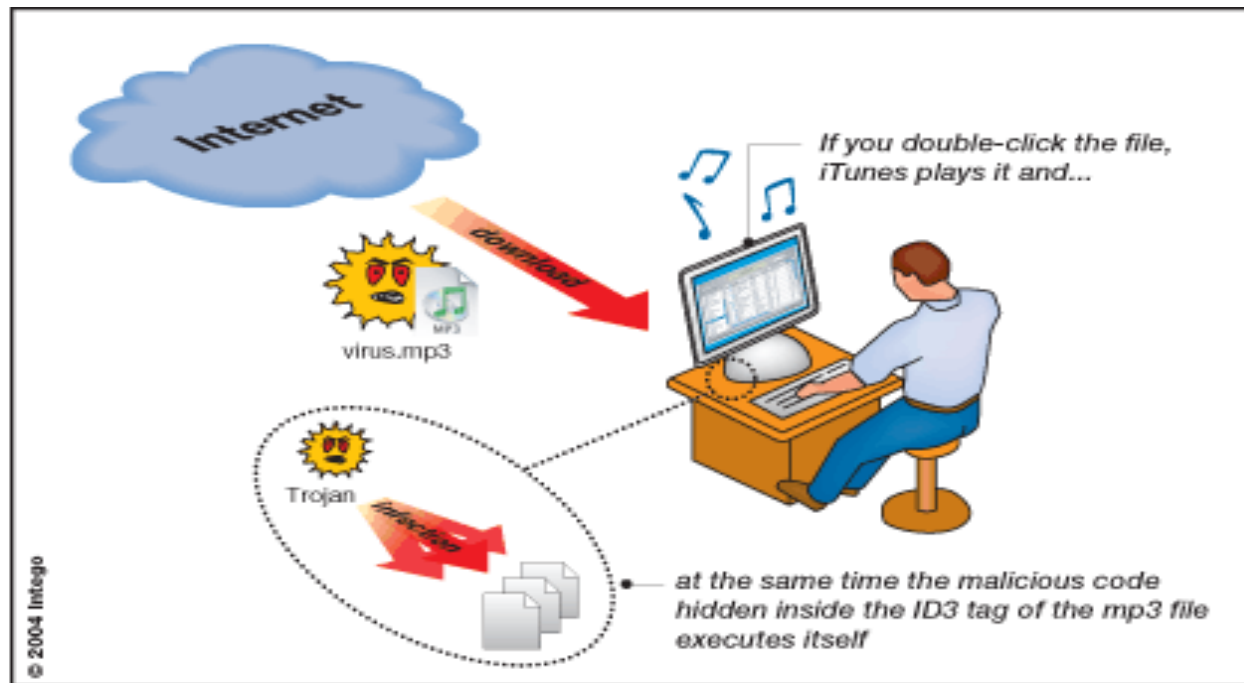 Internet
If you double-click the file,
iTunes plays it and...
download
MP3
virus.mp3
Trojan
infection
at the same time the malicious code
hidden inside the ID3 tag of the mp3 file
executes itself
© 2004 Intego